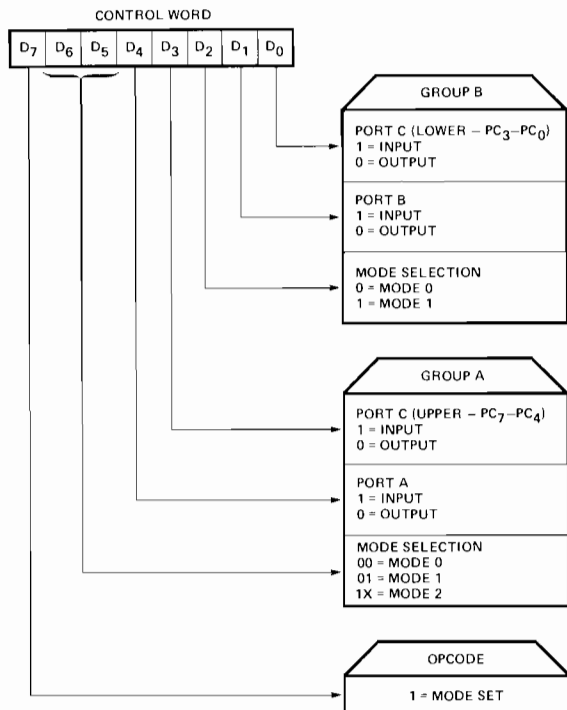 CONTROL WORD
D7 D6 D5 D4 D3 D2 D1 D0
GROUP B
PORT C (LOWER – PC3–PC0)
1 = INPUT
0 = OUTPUT
PORT B
1 = INPUT
0 = OUTPUT
MODE SELECTION
0 = MODE 0
1 = MODE 1
GROUP A
PORT C (UPPER – PC7–PC4)
1 = INPUT
0 = OUTPUT
PORT A
1 = INPUT
0 = OUTPUT
MODE SELECTION
00 = MODE 0
01 = MODE 1
1X = MODE 2
OPCODE
1 = MODE SET